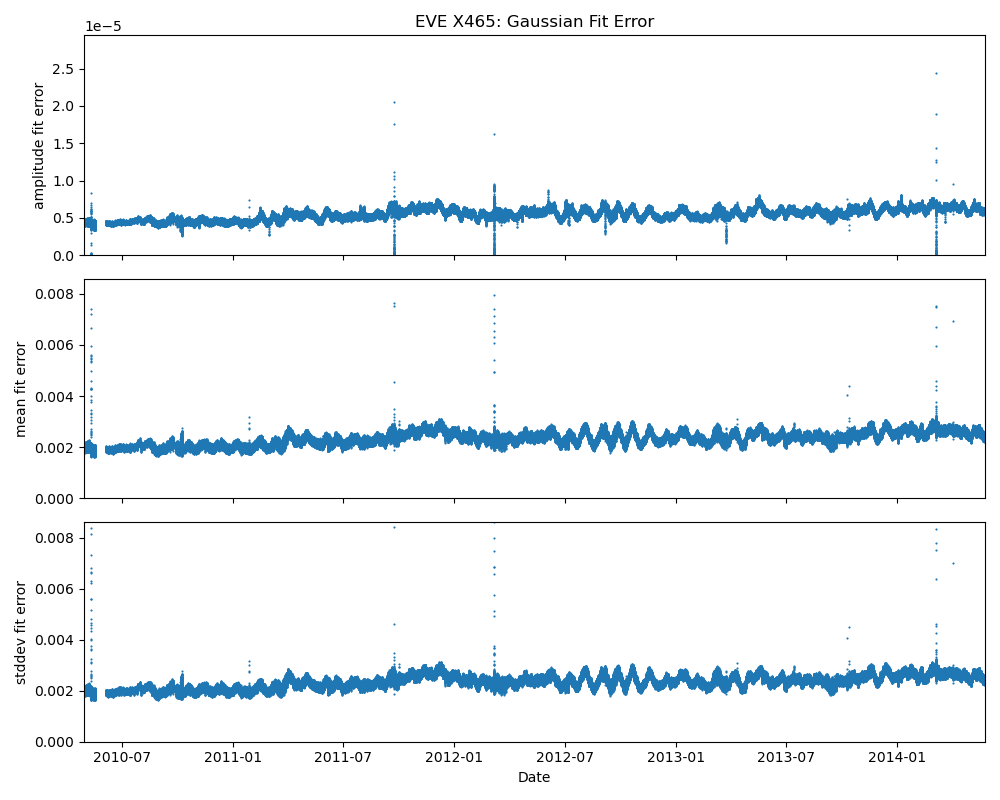 EVE X465: Gaussian Fit Error
1e−5
2.5
2.0
1.5
1.0
0.5
0.0
amplitude fit error
0.008
0.006
0.004
0.002
0.000
mean fit error
0.008
0.006
0.004
0.002
0.000
stddev fit error
2010-07 2011-01 2011-07 2012-01 2012-07 2013-01 2013-07 2014-01
Date